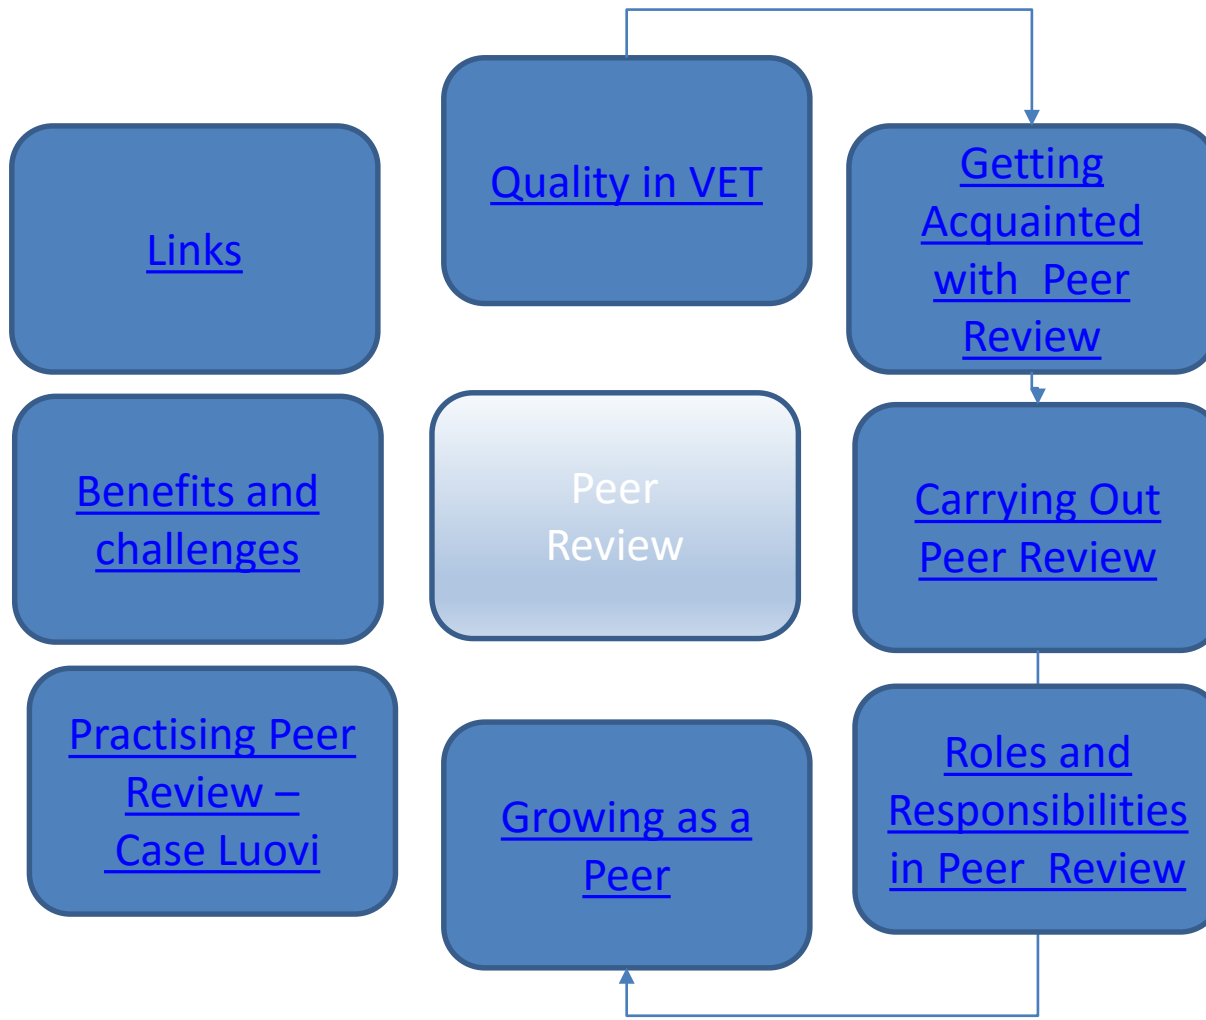 Quality in VET
Getting
Acquainted
with  Peer
Review
Links
Peer
Review
Benefits and
challenges
Carrying Out
Peer Review
Practising Peer
Review –
Case Luovi
Growing as a
Peer
Roles and
Responsibilities
in Peer  Review